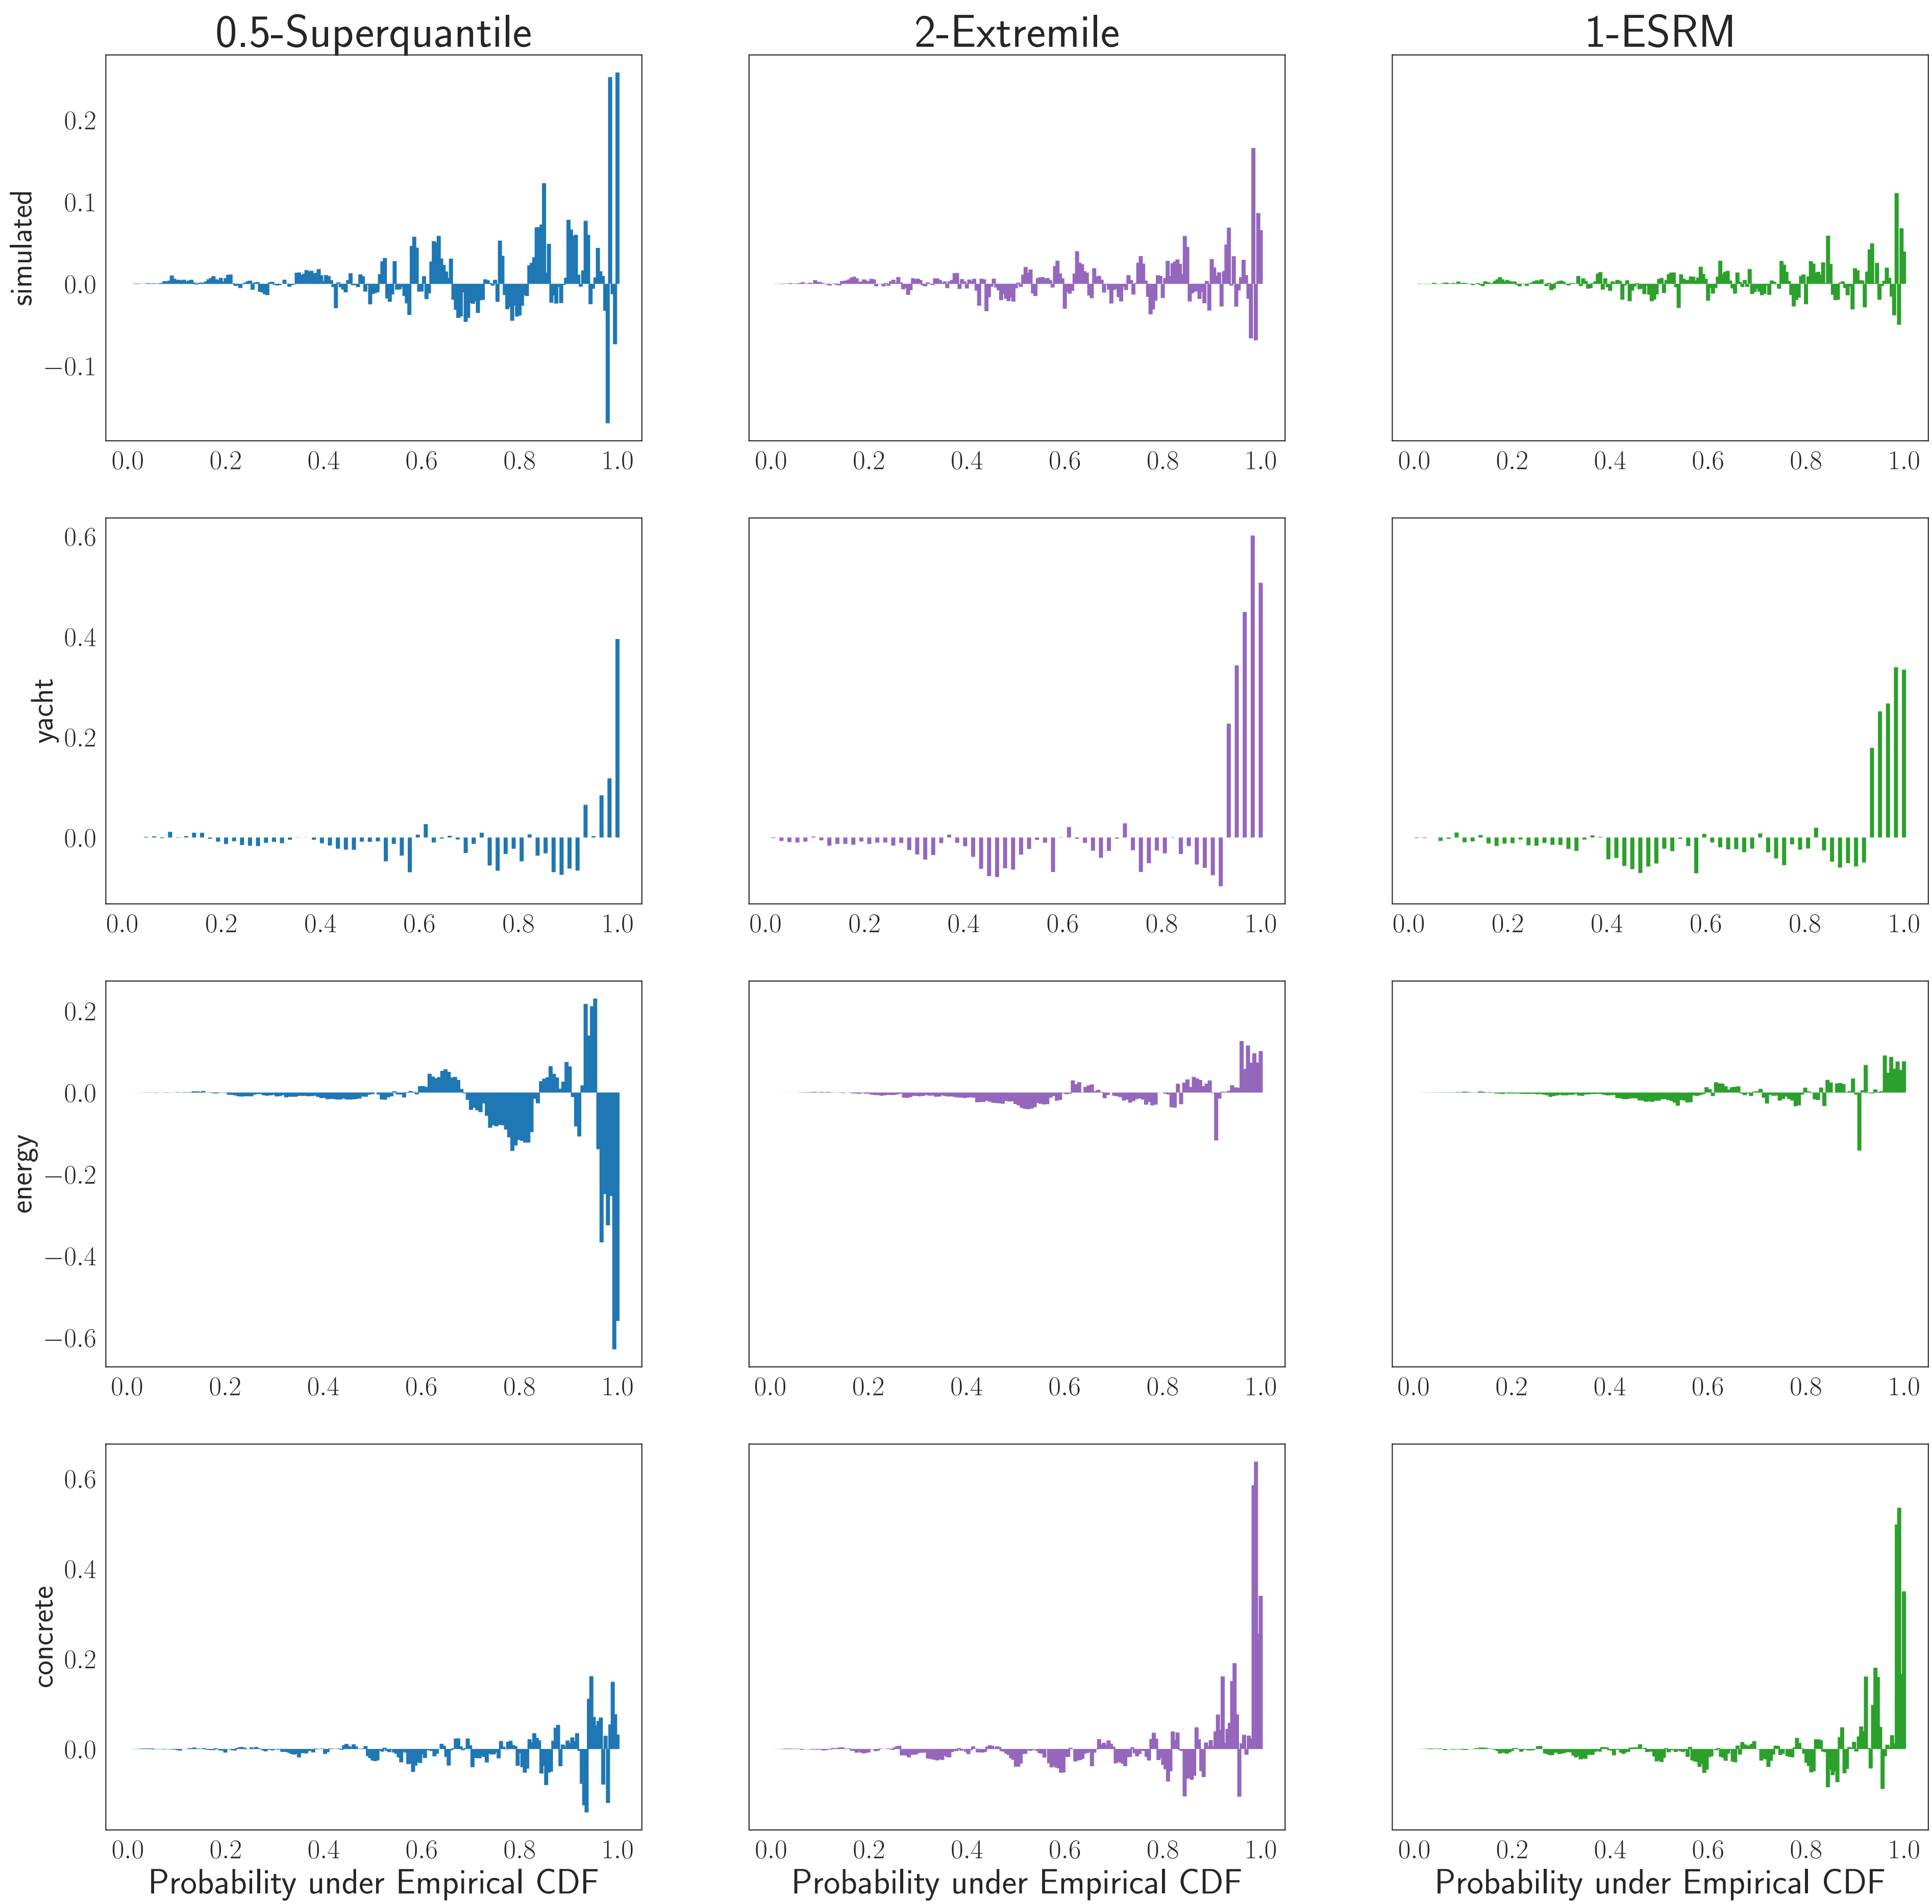 0.5-Superquantile 2-Extremile 1-ESRM
simulated
0.2
0.1
0.0
−0.1
0.0 0.2 0.4 0.6 0.8 1.0 0.0 0.2 0.4 0.6 0.8 1.0 0.0 0.2 0.4 0.6 0.8 1.0
yacht
0.6
0.4
0.2
0.0
0.0 0.2 0.4 0.6 0.8 1.0 0.0 0.2 0.4 0.6 0.8 1.0 0.0 0.2 0.4 0.6 0.8 1.0
energy
0.2
0.0
−0.2
−0.4
−0.6
0.0 0.2 0.4 0.6 0.8 1.0 0.0 0.2 0.4 0.6 0.8 1.0 0.0 0.2 0.4 0.6 0.8 1.0
concrete
0.6
0.4
0.2
0.0
0.0 0.2 0.4 0.6 0.8 1.0 0.0 0.2 0.4 0.6 0.8 1.0 0.0 0.2 0.4 0.6 0.8 1.0
Probability under Empirical CDF Probability under Empirical CDF Probability under Empirical CDF